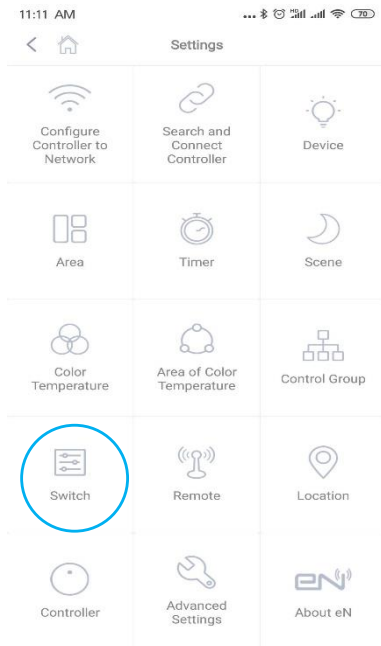 11:11 AM
70
Settings
Configure
Controller to
Network
Search and
Connect
Controller
Device
Area
Timer
Scene
Color
Temperature
Area of Color
Temperature
Control Group
Switch
Remote
Location
Controller
Advanced
Settings
eN
About eN